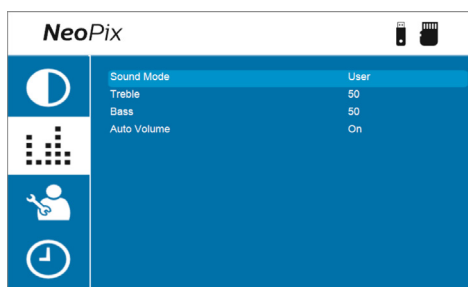 NeoPix
Sound Mode User
Treble 50
Bass 50
Auto Volume On